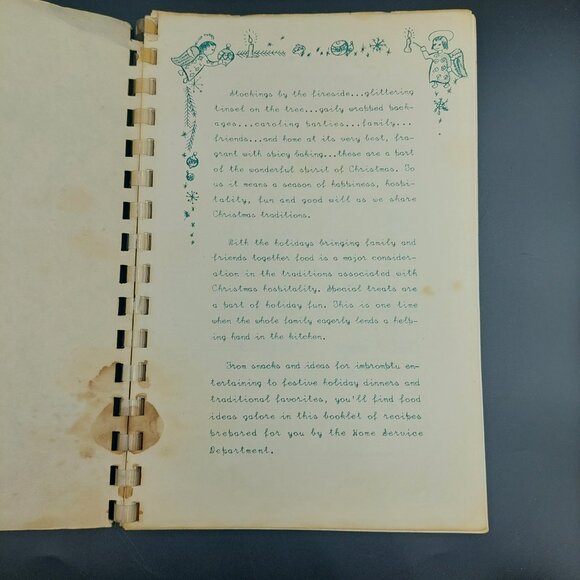 Stockings by the fireside...glittering
tinsel on the tree...gaily wrapped pack-
ages...caroling parties...family...
friends...and home at its very best, fra-
grant with spicy baking...these are a part
of the wonderful spirit of Christmas. To
us it means a season of happiness, hospi-
tality, fun and good will as we share
Christmas traditions.
With the holidays bringing family and
friends together food is a major consider-
ation in the traditions associated with
Christmas hospitality. Special treats are
a part of holiday fun. This is one time
when the whole family eagerly lends a help-
ing hand in the kitchen.
From snacks and ideas for impromptu en-
tertaining to festive holiday dinners and
traditional favorites, you'll find food
ideas galore in this booklet of recipes
prepared for you by the Home Service
Department.